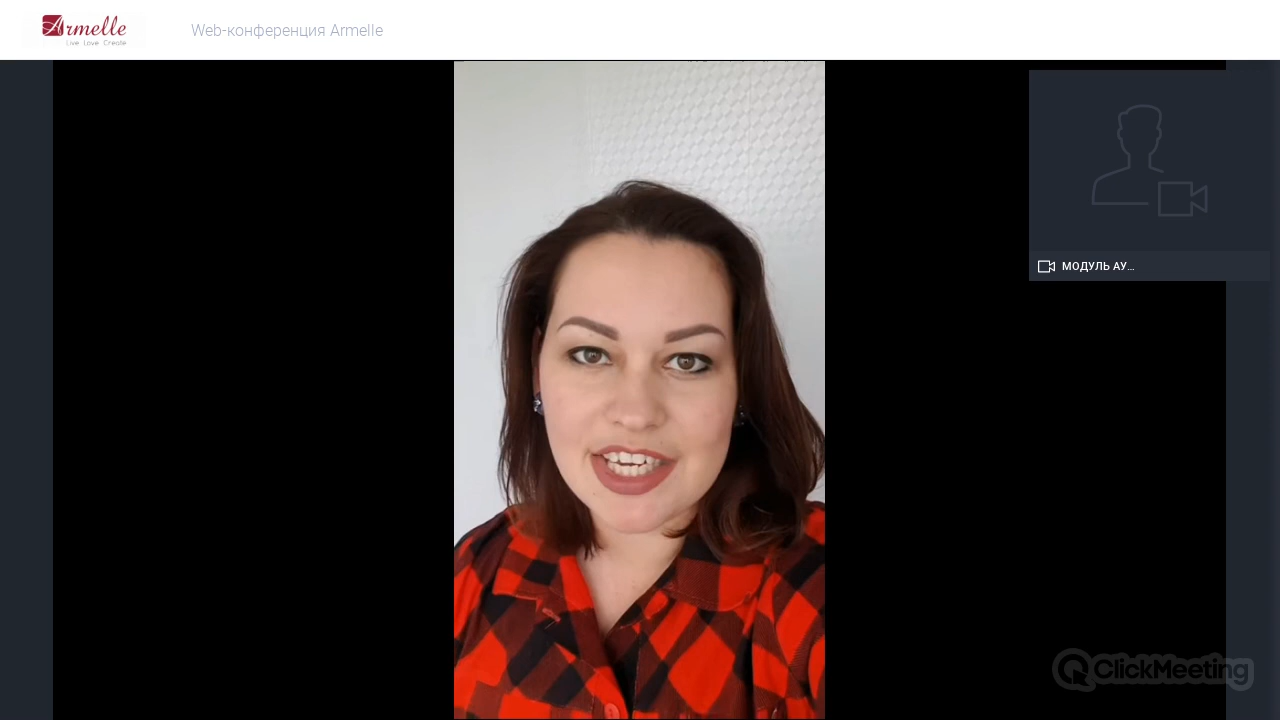 Armelle
Live Love Create
Web-конференция Armelle
МОДУЛЬ АУ...
ClickMeeting